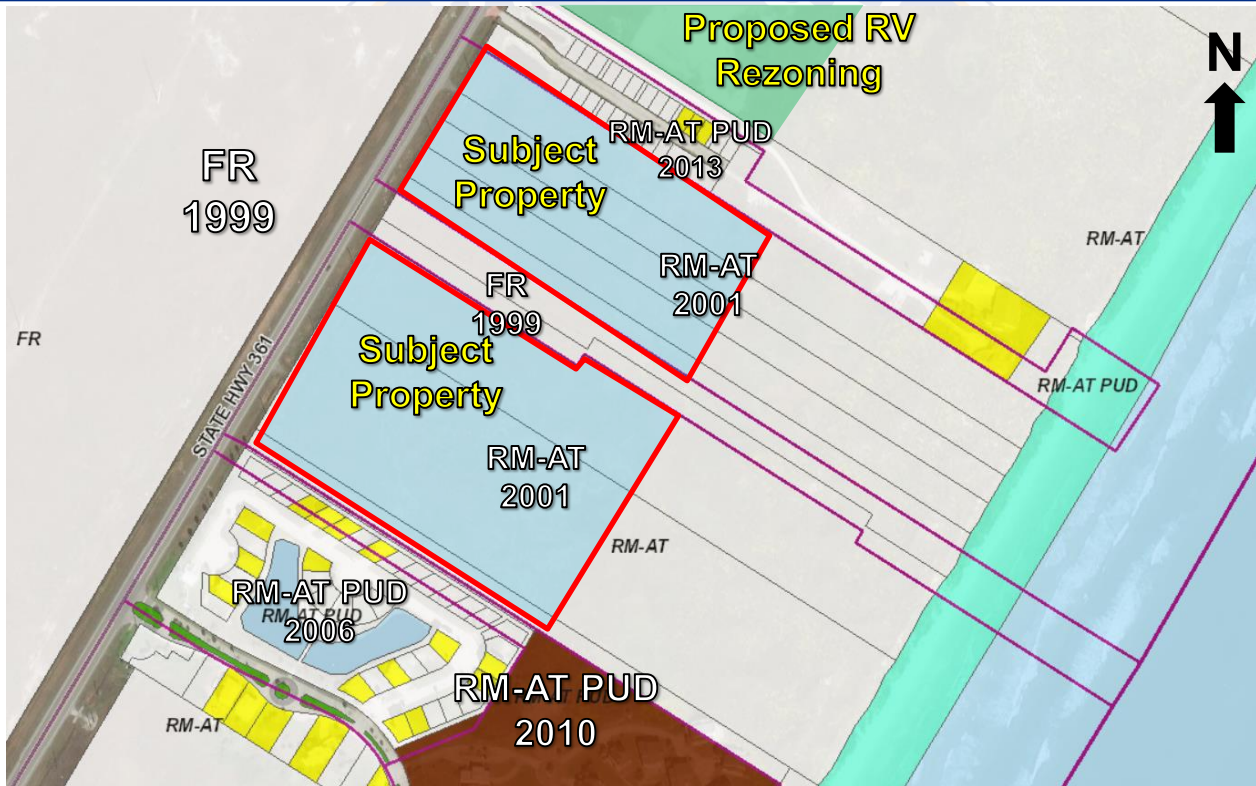 Proposed RV
Rezoning
N
FR
1999
Subject
Property
RM-AT PUD
2013
RM-AT
RM-AT
2001
FR
1999
FR
Subject
Property
RM-AT PUD
STATE HWY 361
RM-AT
2001
RM-AT
RM-AT PUD
RM-AT PUD
2006
RM-AT PUD
2010
RM-AT